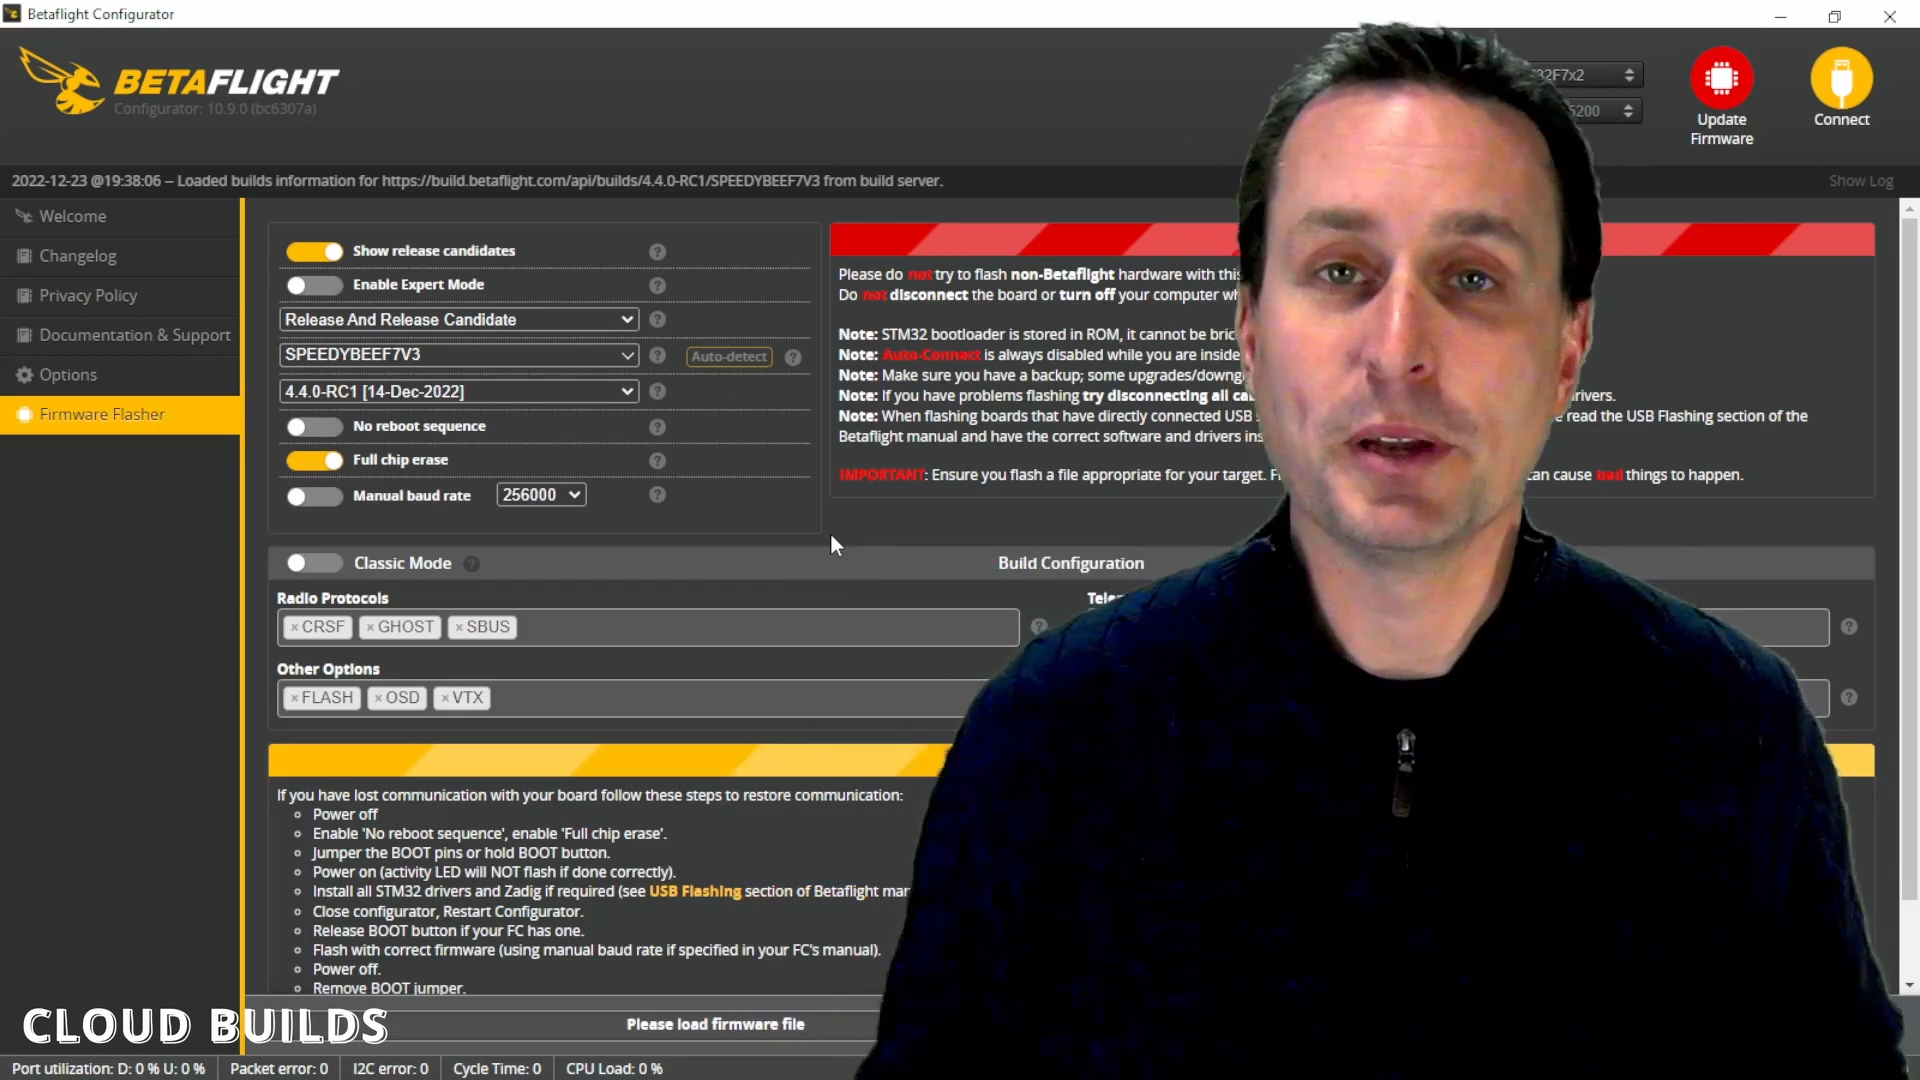 Betaflight Configurator
BETAFLIGHT
Configurator: 10.9.0 (bc6307a)
32F7x2
5200
Update
Firmware
Connect
2022-12-23 @19:38:06 -- Loaded builds information for https://build.betaflight.com/api/builds/4.4.0-RC1/SPEEDYBEEF7V3 from build server.
Show Log
Welcome
Changelog
Privacy Policy
Documentation & Support
Options
Firmware Flasher
Show release candidates
Enable Expert Mode
Release And Release Candidate
SPEEDYBEEF7V3
Auto-detect
4.4.0-RC1 [14-Dec-2022]
No reboot sequence
Full chip erase
Manual baud rate
256000
Please do not try to flash non-Betaflight hardware with this
Do not disconnect the board or turn off your computer
Note: STM32 bootloader is stored in ROM, it cannot be
Note: Auto-Connect is always disabled while you are inside
Note: Make sure you have a backup; some
Note: If you have problems flashing try disconnecting all
Note: When flashing boards that have directly connected USB read the USB Flashing section of the
Betaflight manual and have the correct software and drivers
IMPORTANT: Ensure you flash a file appropriate for your target. can cause bad things to happen.
Classic Mode
Build Configuration
Radio Protocols
×CRSF ×GHOST ×SBUS
Other Options
×FLASH ×OSD ×VTX
If you have lost communication with your board follow these steps to restore communication:
Power off
Enable 'No reboot sequence', enable 'Full chip erase'.
Jumper the BOOT pins or hold BOOT button.
Power on (activity LED will NOT flash if done correctly).
Install all STM32 drivers and Zadig if required (see USB Flashing section of Betaflight
Close configurator, Restart Configurator.
Release BOOT button if your FC has one.
Flash with correct firmware (using manual baud rate if specified in your FC's manual).
Power off.
Remove BOOT jumper.
CLOUD BUILDS
Please load firmware file
Port utilization: D: 0 % U: 0 %
Packet error: 0
I2C error: 0
Cycle Time: 0
CPU Load: 0 %